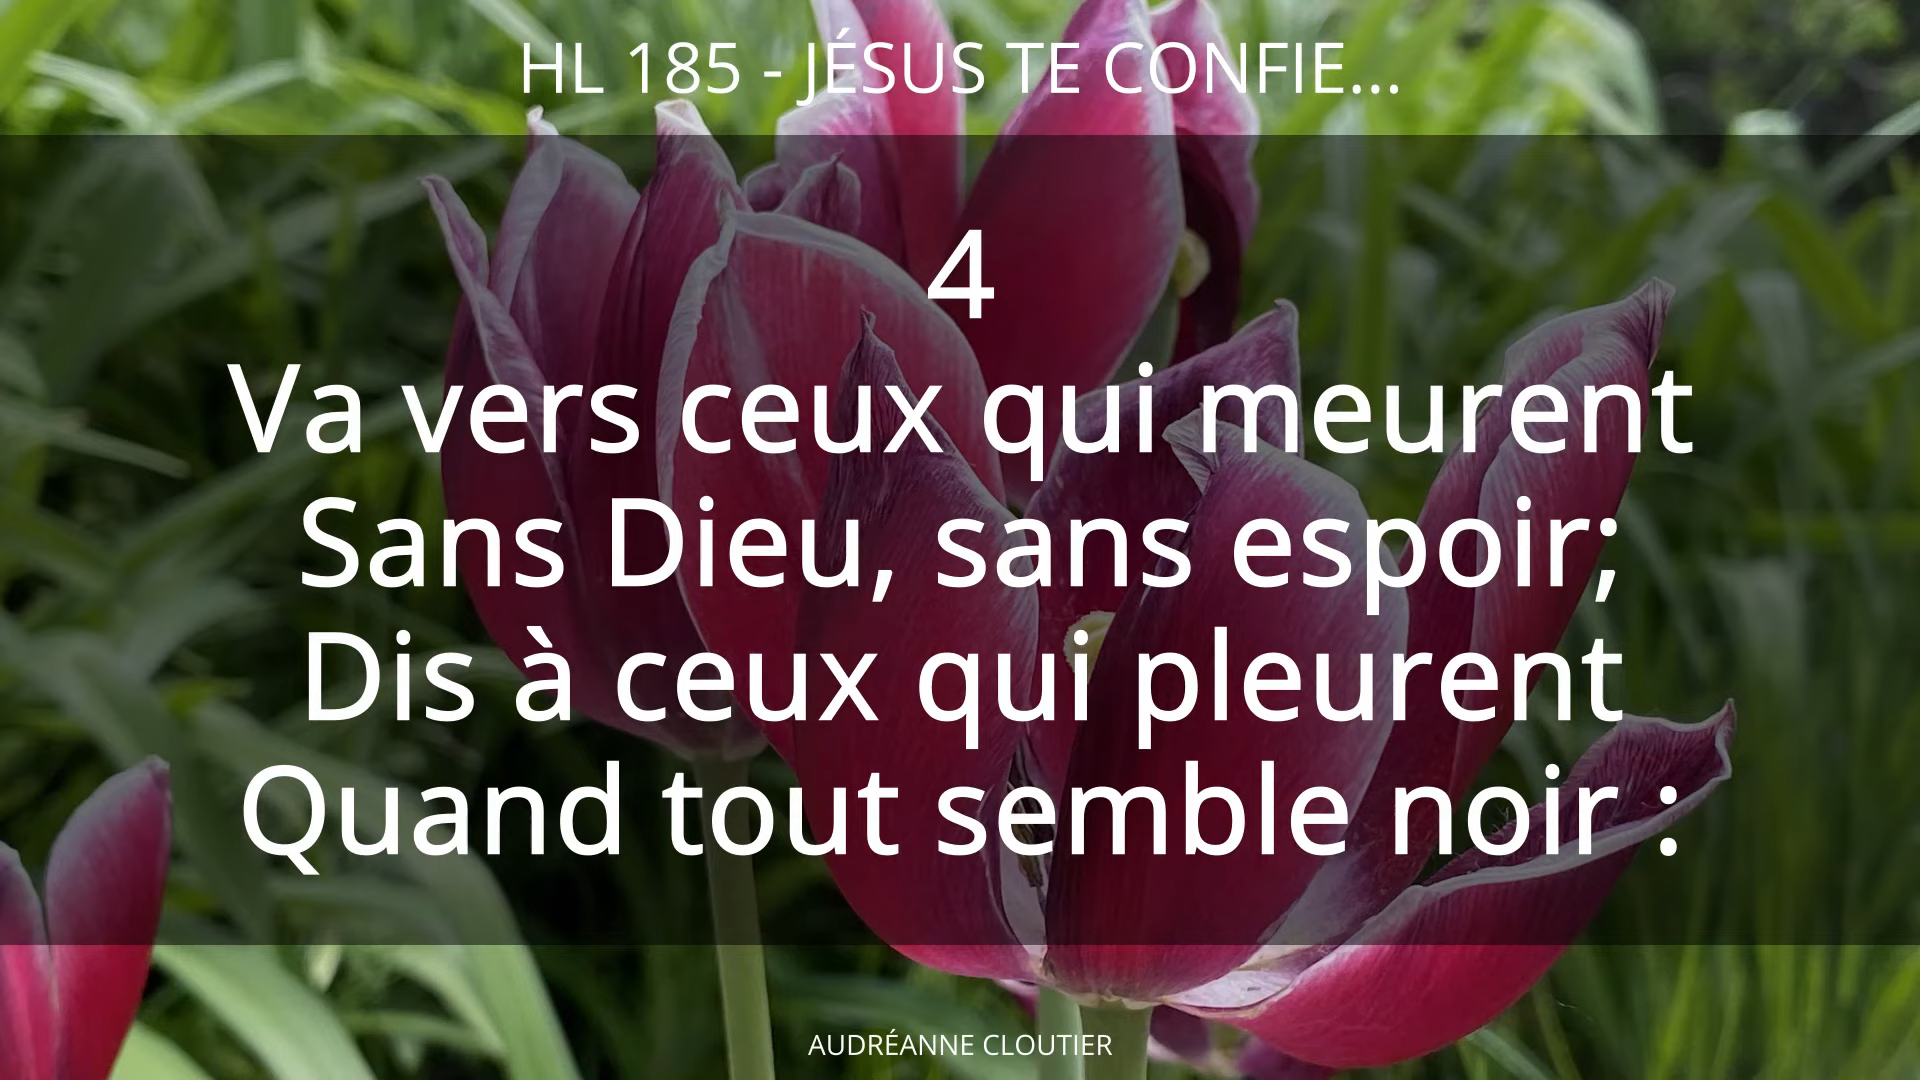 HL 185 - JÉSUS TE CONFIE...
4
Va vers ceux qui meurent
Sans Dieu, sans espoir;
Dis à ceux qui pleurent
Quand tout semble noir :
AUDRÉANNE CLOUTIER